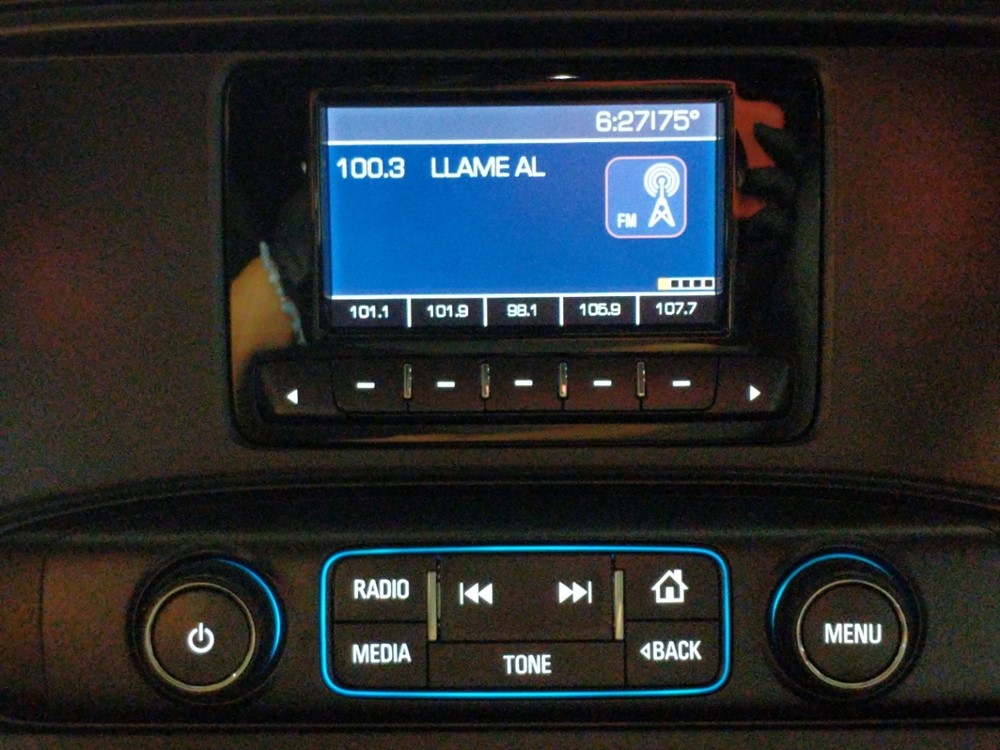 6:27|75°
100.3 LLAME AL
FM
101.1 101.9 98.1 105.9 107.7
RADIO
MEDIA
TONE
BACK
MENU